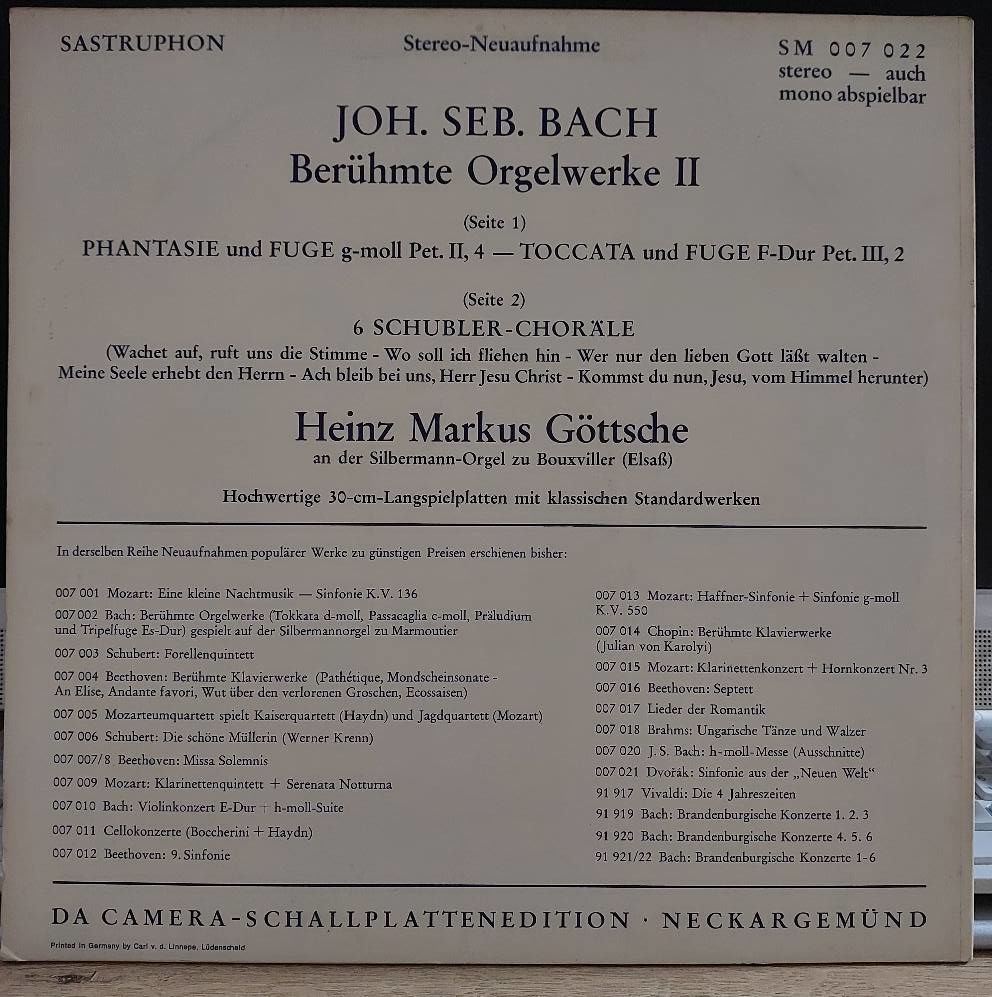 SASTRUPHON
Stereo-Neuaufnahme
SM 007 022
stereo — auch
mono abspielbar
JOH. SEB. BACH
Berühmte Orgelwerke II
(Seite 1)
PHANTASIE und FUGE g-moll Pet. II, 4 — TOCCATA und FUGE F-Dur Pet. III, 2
(Seite 2)
6 SCHUBLER-CHORÄLE
(Wachet auf, ruft uns die Stimme - Wo soll ich fliehen hin - Wer nur den lieben Gott läßt walten -
Meine Seele erhebt den Herrn - Ach bleib bei uns, Herr Jesu Christ - Kommst du nun, Jesu, vom Himmel herunter)
Heinz Markus Göttsche
an der Silbermann-Orgel zu Bouxviller (Elsaß)
Hochwertige 30-cm-Langspielplatten mit klassischen Standardwerken
In derselben Reihe Neuaufnahmen populärer Werke zu günstigen Preisen erschienen bisher:
007 001 Mozart: Eine kleine Nachtmusik — Sinfonie K.V. 136
007 002 Bach: Berühmte Orgelwerke (Tokkara d-moll, Passacaglia c-moll, Präludium
und Tripelfuge Es-Dur) gespielt auf der Silbermannorgel zu Marmoutier
007 003 Schubert: Forellenquintett
007 004 Beethoven: Berühmte Klavierwerke (Pathétique, Mondscheinsonate -
An Elise, Andante favori, Wut über den verlorenen Groschen, Ecossaisen)
007 005 Mozarteumquartett spielt Kaiserquartett (Haydn) und Jagdquartett (Mozart)
007 006 Schubert: Die schöne Müllerin (Werner Krenn)
007 007/8 Beethoven: Missa Solemnis
007 009 Mozart: Klarinettenquintett + Serenata Notturna
007 010 Bach: Violinkonzert E-Dur + h-moll-Suite
007 011 Cellokonzerte (Boccherini + Haydn)
007 012 Beethoven: 9. Sinfonie
007 013 Mozart: Haffner-Sinfonie + Sinfonie g-moll
K.V. 550
007 014 Chopin: Berühmte Klavierwerke
(Julian von Karolyi)
007 015 Mozart: Klarinettenkonzert + Hornkonzert Nr. 3
007 016 Beethoven: Septett
007 017 Lieder der Romantik
007 018 Brahms: Ungarische Tänze und Walzer
007 020 J. S. Bach: h-moll-Messe (Ausschnitte)
007 021 Dvořák: Sinfonie aus der „Neuen Welt“
91 917 Vivaldi: Die 4 Jahreszeiten
91 919 Bach: Brandenburgische Konzerte 1. 2. 3
91 920 Bach: Brandenburgische Konzerte 4. 5. 6
91 921/22 Bach: Brandenburgische Konzerte 1-6
DA CAMERA-SCHALLPLATTENEDITION · NECKARGEMÜND
Printed in Germany by Carl v. d. Linnepe, Lüdenscheid